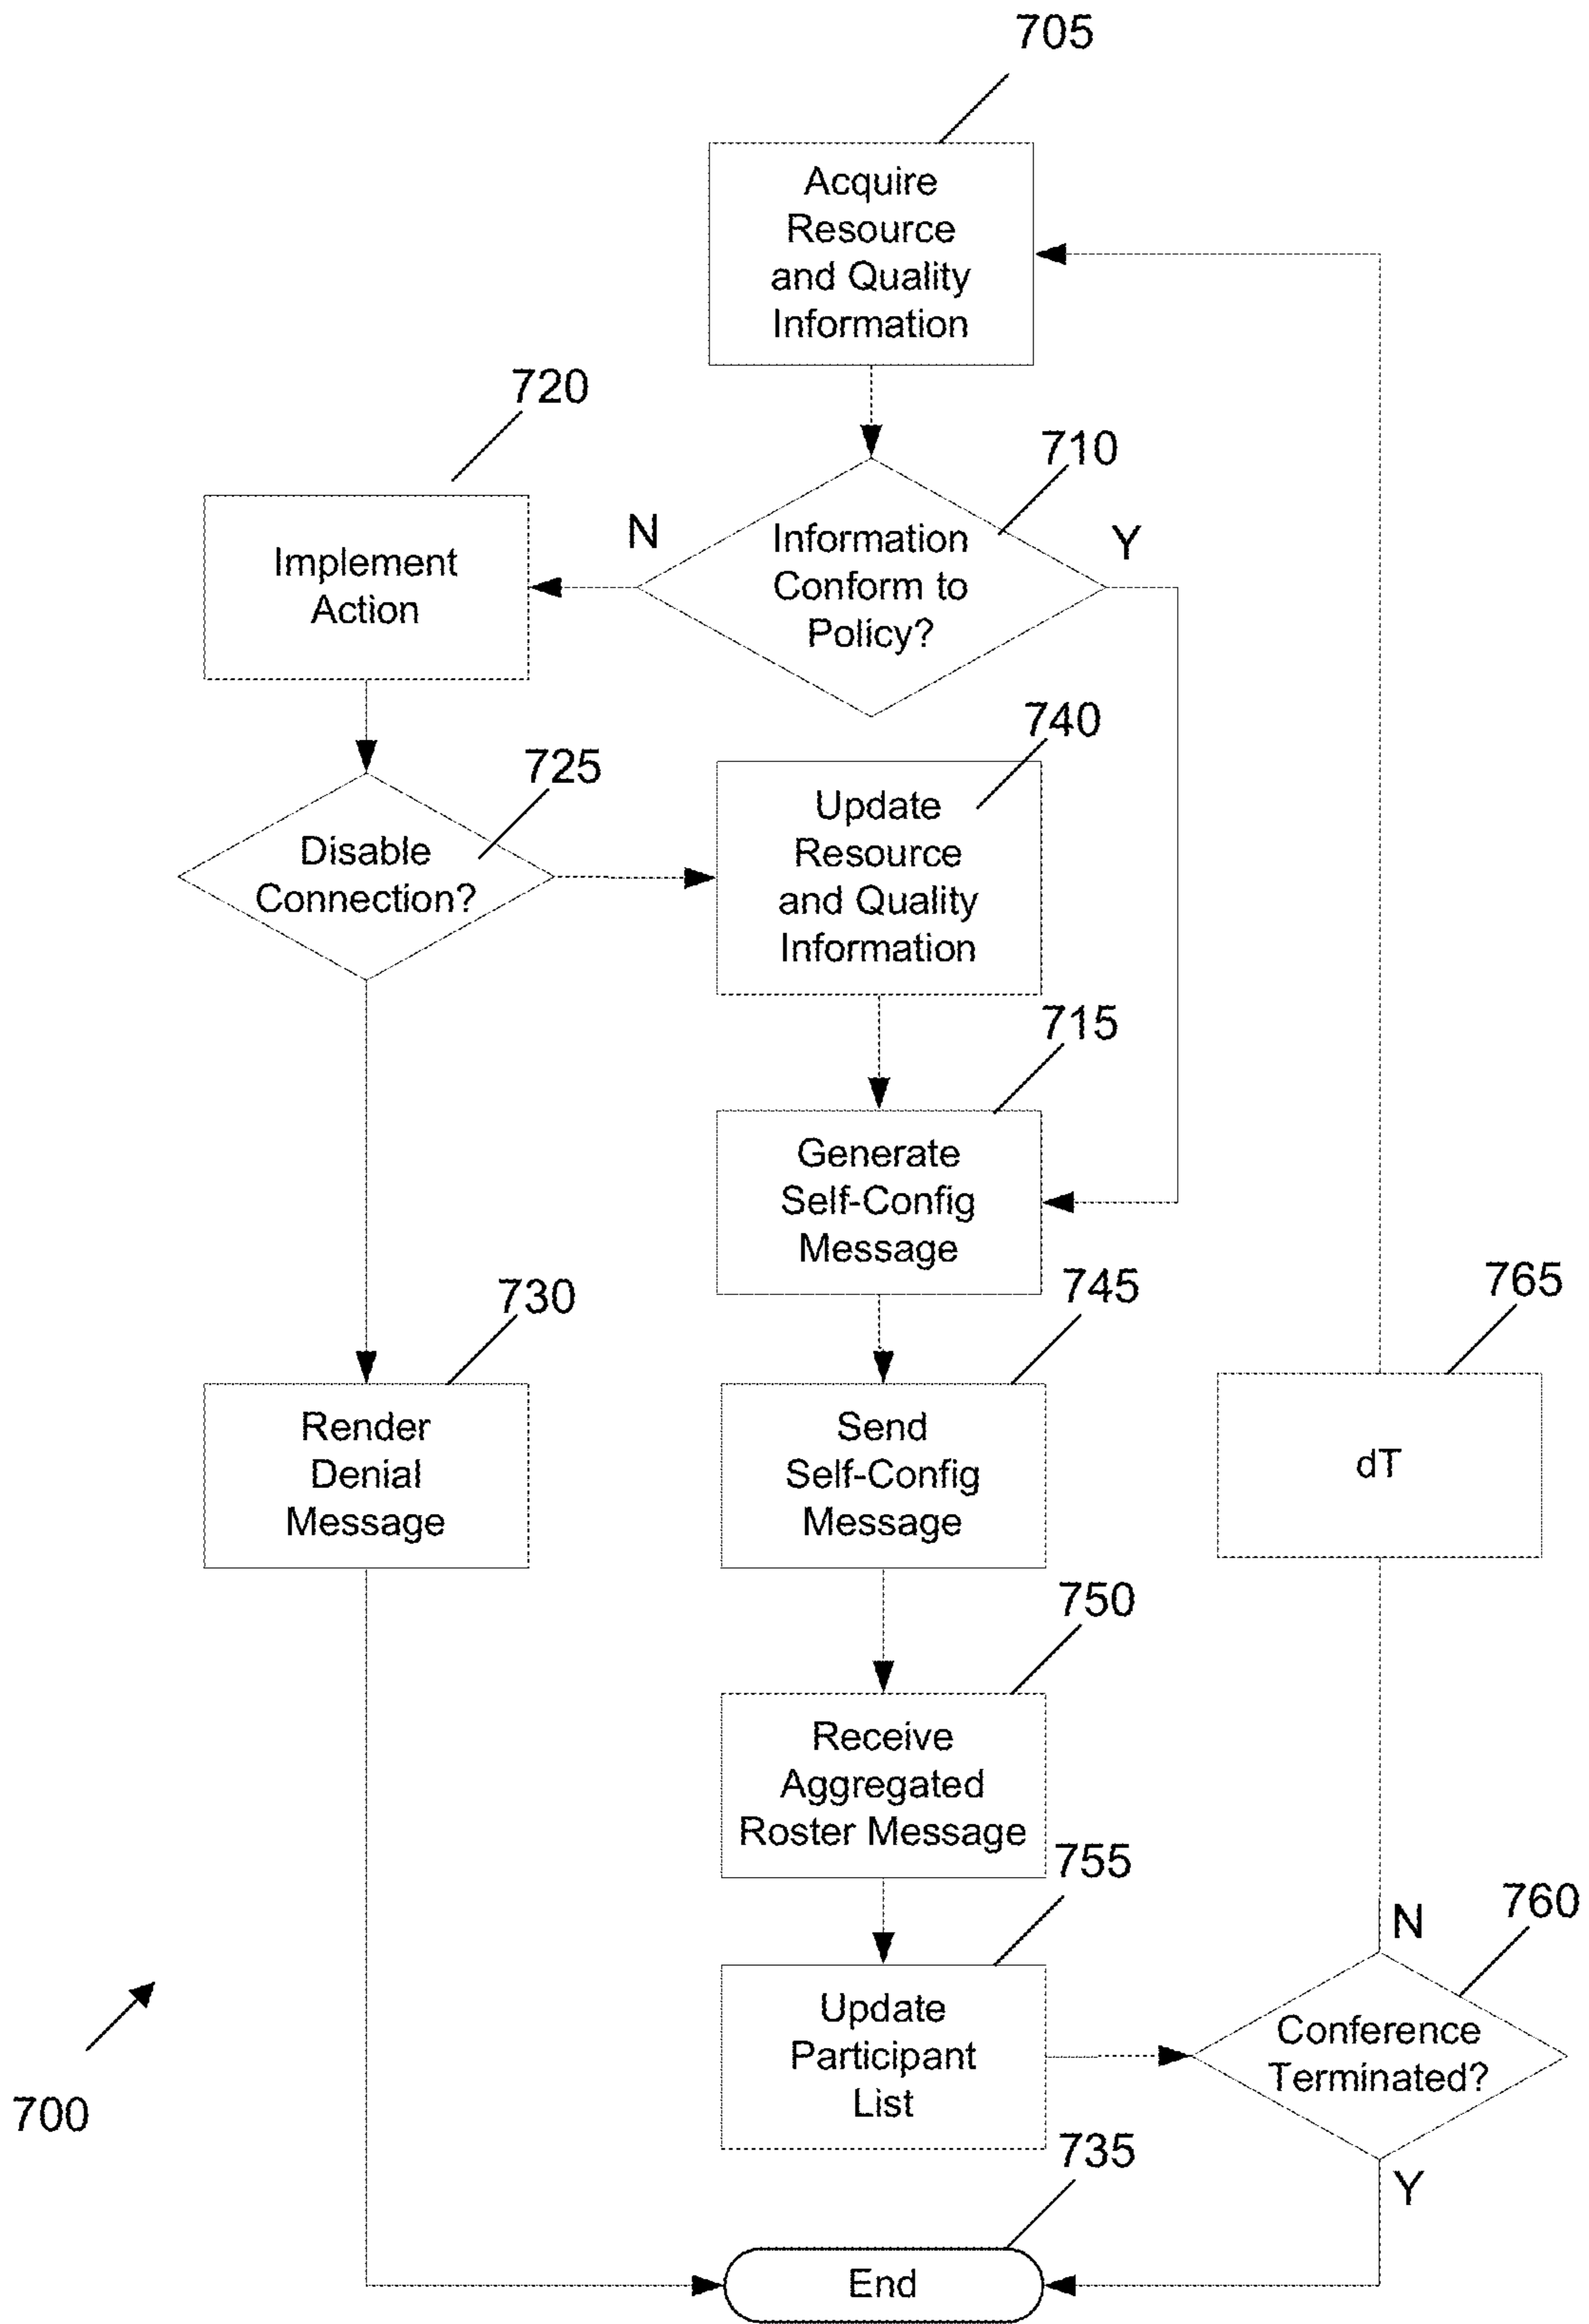 705
Acquire
Resource
and Quality
Information
720
710
N
Y
Implement
Action
Information
Conform to
Policy?
740
725
Disable
Connection?
Update
Resource
and Quality
Information
715
Generate
Self-Config
Message
730
745
765
Render
Denial
Message
Send
Self-Config
Message
dT
750
Receive
Aggregated
Roster Message
755
760
N
Update
Participant
List
Conference
Terminated?
700
735
Y
End